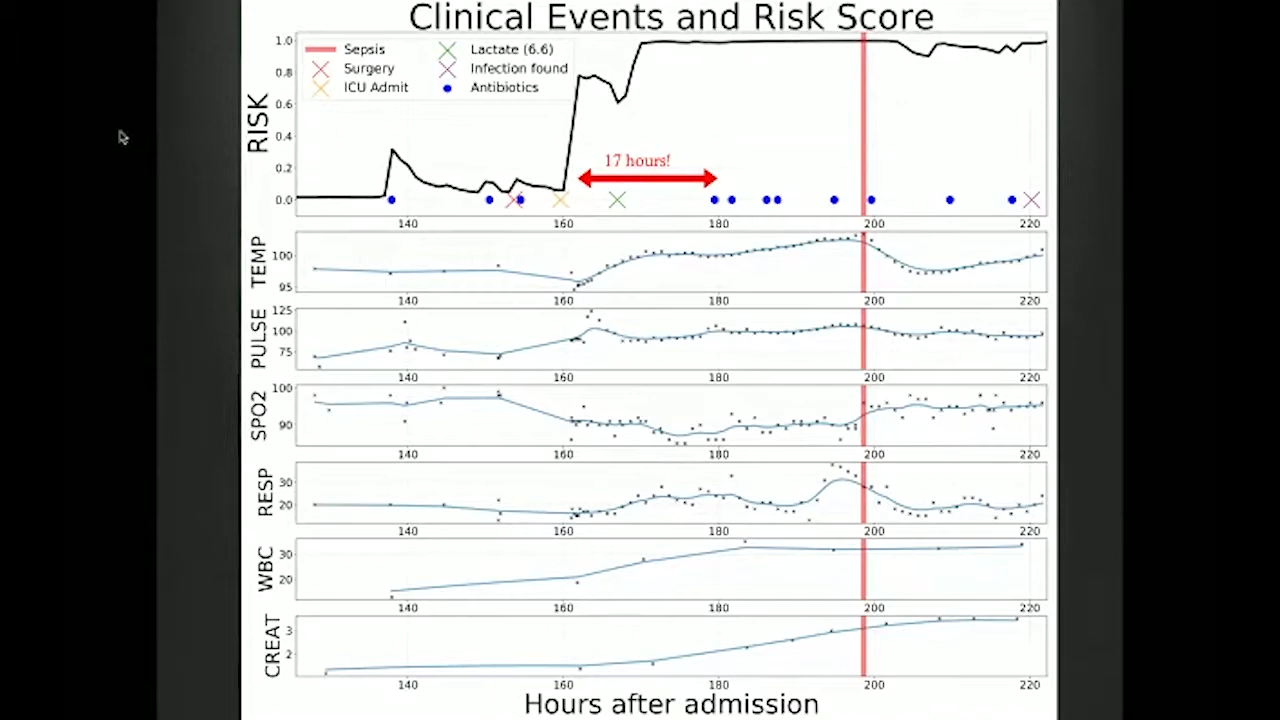 Clinical Events and Risk Score
RISK
1.0
0.8
0.6
0.4
0.2
0.0
Sepsis
Surgery
ICU Admit
Lactate (6.6)
Infection found
Antibiotics
17 hours!
140 160 180 200 220
TEMP
100
95
140 160 180 200 220
PULSE
125
100
75
140 160 180 200 220
SPO2
100
90
140 160 180 200 220
RESP
30
20
140 160 180 200 220
WBC
30
20
140 160 180 200 220
CREAT
3
2
140 160 180 200 220
Hours after admission